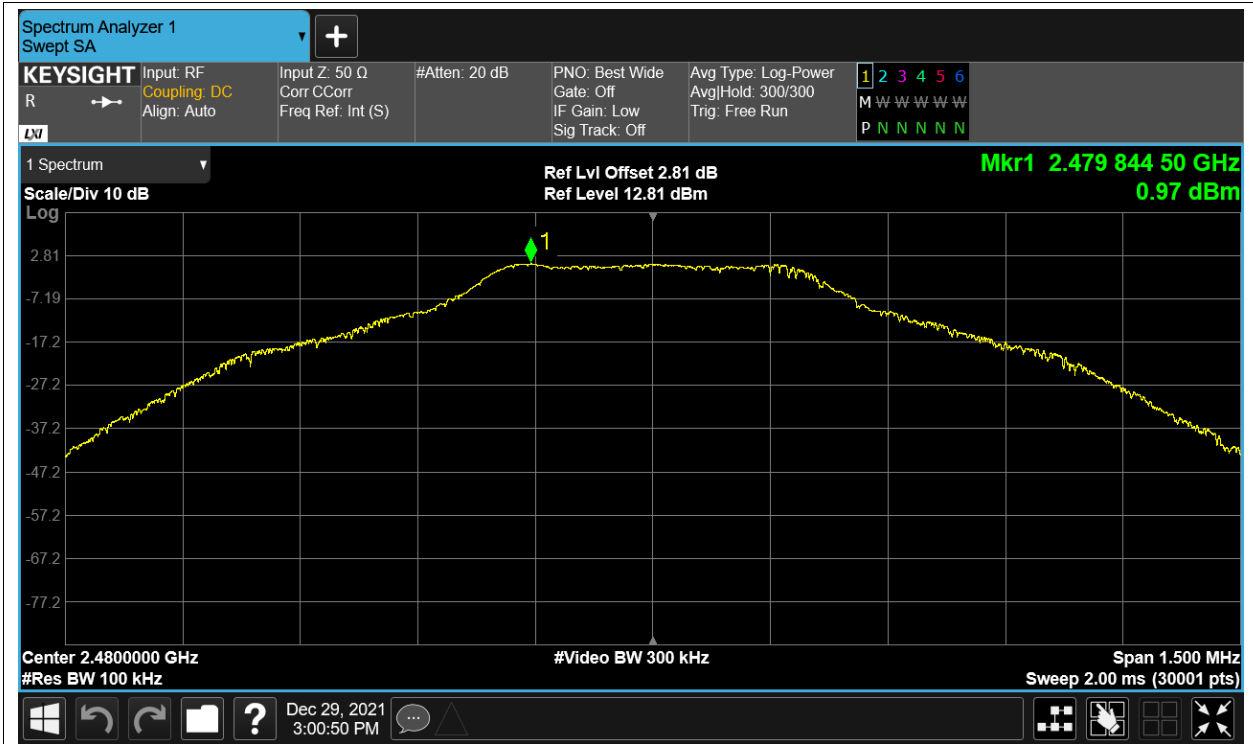 Spectrum Analyzer 1
Swept SA
KEYSIGHT
R
LXI
Input: RF
Coupling: DC
Align: Auto
Input Z: 50 Ω
Corr CCorr
Freq Ref: Int (S)
#Atten: 20 dB
PNO: Best Wide
Gate: Off
IF Gain: Low
Sig Track: Off
Avg Type: Log-Power
Avg|Hold: 300/300
Trig: Free Run
1 2 3 4 5 6
M W W W W W
P N N N N N
1 Spectrum
Scale/Div 10 dB
Log
Ref Lvl Offset 2.81 dB
Ref Level 12.81 dBm
Mkr1 2.479 844 50 GHz
0.97 dBm
1
2.81
-7.19
-17.2
-27.2
-37.2
-47.2
-57.2
-67.2
-77.2
Center 2.4800000 GHz
#Video BW 300 kHz
Span 1.500 MHz
#Res BW 100 kHz
Sweep 2.00 ms (30001 pts)
?
Dec 29, 2021
3:00:50 PM